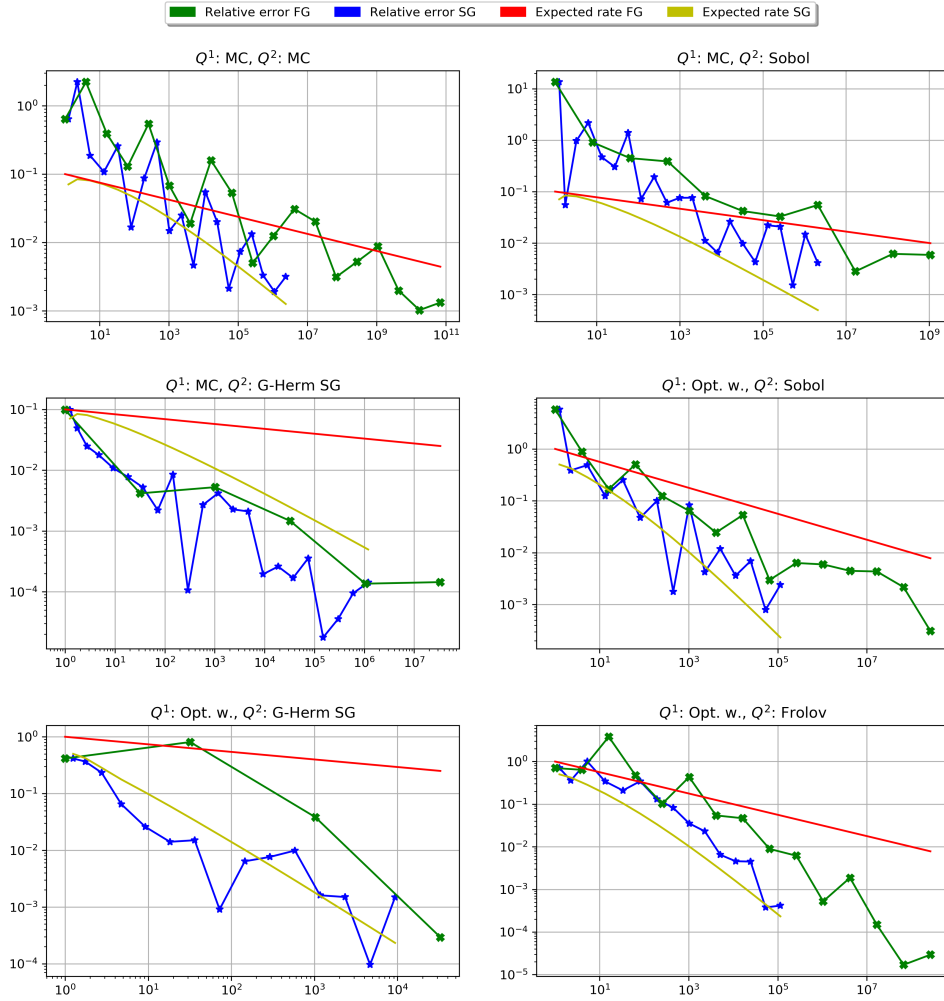 Relative error FG Relative error SG Expected rate FG Expected rate SG
Q¹: MC, Q²: MC
10⁰
10⁻¹
10⁻²
10⁻³
10¹ 10³ 10⁵ 10⁷ 10⁹ 10¹¹
Q¹: MC, Q²: Sobol
10¹
10⁰
10⁻¹
10⁻²
10⁻³
10¹ 10³ 10⁵ 10⁷ 10⁹
Q¹: MC, Q²: G-Herm SG
10⁻¹
10⁻²
10⁻³
10⁻⁴
10⁰ 10¹ 10² 10³ 10⁴ 10⁵ 10⁶ 10⁷
Q¹: Opt. w., Q²: Sobol
10⁰
10⁻¹
10⁻²
10⁻³
10¹ 10³ 10⁵ 10⁷
Q¹: Opt. w., Q²: G-Herm SG
10⁰
10⁻¹
10⁻²
10⁻³
10⁻⁴
10⁰ 10¹ 10² 10³ 10⁴
Q¹: Opt. w., Q²: Frolov
10⁰
10⁻¹
10⁻²
10⁻³
10⁻⁴
10⁻⁵
10¹ 10³ 10⁵ 10⁷